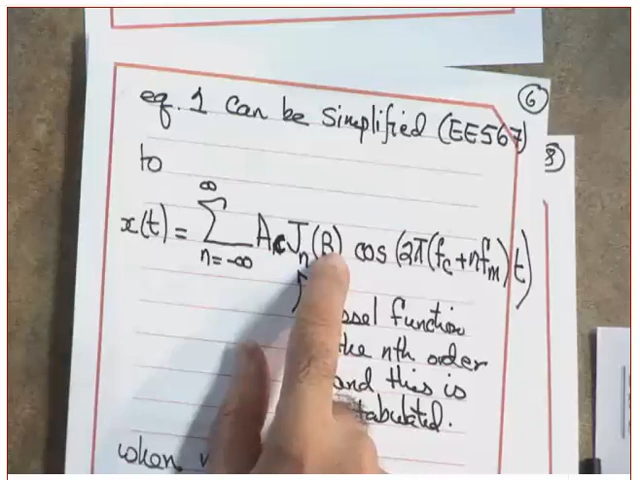 6
eq. 1 can be simplified (EE567)
to
x(t) = ∑_{n=-∞}^{∞} A_c J_n(β) cos(2π(f_c+nf_m)t)
ssel function
the nth order
and this is
tabulated.
when
8